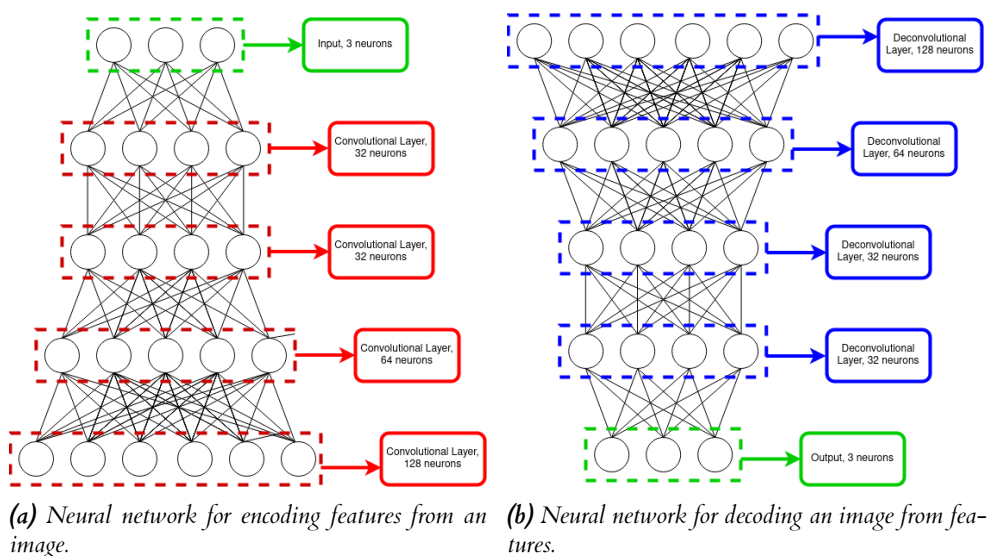 Input, 3 neurons
Convolutional Layer,
32 neurons
Convolutional Layer,
32 neurons
Convolutional Layer,
64 neurons
Convolutional Layer,
128 neurons
(a) Neural network for encoding features from an
image.
Deconvolutional
Layer, 128 neurons
Deconvolutional
Layer, 64 neurons
Deconvolutional
Layer, 32 neurons
Deconvolutional
Layer, 32 neurons
Output, 3 neurons
(b) Neural network for decoding an image from fea-
tures.